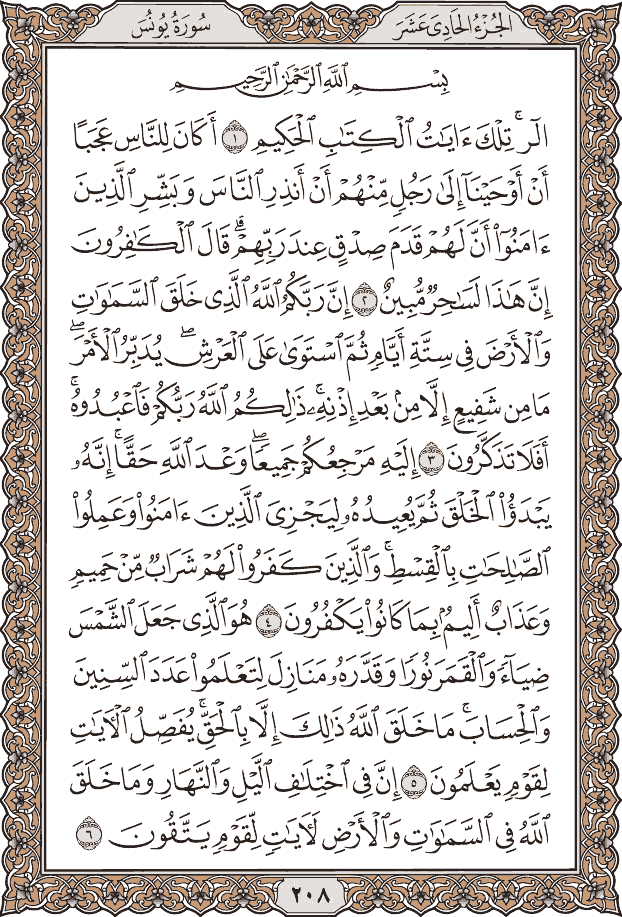 الجُزْءُ الحَادِى عَشَرَ
سُورَةُ يُونُسَ
بِسْمِ ٱللَّهِ ٱلرَّحْمَٰنِ ٱلرَّحِيمِ
الٓرۚ تِلْكَ ءَايَٰتُ ٱلْكِتَٰبِ ٱلْحَكِيمِ ١ أَكَانَ لِلنَّاسِ عَجَبًا
أَنْ أَوْحَيْنَآ إِلَىٰ رَجُلٍ مِّنْهُمْ أَنْ أَنذِرِ ٱلنَّاسَ وَبَشِّرِ ٱلَّذِينَ
ءَامَنُوٓا۟ أَنَّ لَهُمْ قَدَمَ صِدْقٍ عِندَ رَبِّهِمْۗ قَالَ ٱلْكَٰفِرُونَ
إِنَّ هَٰذَا لَسَٰحِرٌ مُّبِينٌ ٢ إِنَّ رَبَّكُمُ ٱللَّهُ ٱلَّذِى خَلَقَ ٱلسَّمَٰوَٰتِ
وَٱلْأَرْضَ فِى سِتَّةِ أَيَّامٍ ثُمَّ ٱسْتَوَىٰ عَلَى ٱلْعَرْشِۖ يُدَبِّرُ ٱلْأَمْرَۖ
مَا مِن شَفِيعٍ إِلَّا مِنۢ بَعْدِ إِذْنِهِۦۚ ذَٰلِكُمُ ٱللَّهُ رَبُّكُمْ فَٱعْبُدُوهُۚ
أَفَلَا تَذَكَّرُونَ ٣ إِلَيْهِ مَرْجِعُكُمْ جَمِيعًاۖ وَعْدَ ٱللَّهِ حَقًّاۚ إِنَّهُۥ
يَبْدَؤُا۟ ٱلْخَلْقَ ثُمَّ يُعِيدُهُۥ لِيَجْزِىَ ٱلَّذِينَ ءَامَنُوا۟ وَعَمِلُوا۟
ٱلصَّٰلِحَٰتِ بِٱلْقِسْطِۚ وَٱلَّذِينَ كَفَرُوا۟ لَهُمْ شَرَابٌ مِّنْ حَمِيمٍ
وَعَذَابٌ أَلِيمٌۢ بِمَا كَانُوا۟ يَكْفُرُونَ ٤ هُوَ ٱلَّذِى جَعَلَ ٱلشَّمْسَ
ضِيَآءً وَٱلْقَمَرَ نُورًا وَقَدَّرَهُۥ مَنَازِلَ لِتَعْلَمُوا۟ عَدَدَ ٱلسِّنِينَ
وَٱلْحِسَابَۚ مَا خَلَقَ ٱللَّهُ ذَٰلِكَ إِلَّا بِٱلْحَقِّۚ يُفَصِّلُ ٱلْءَايَٰتِ
لِقَوْمٍ يَعْلَمُونَ ٥ إِنَّ فِى ٱخْتِلَٰفِ ٱلَّيْلِ وَٱلنَّهَارِ وَمَا خَلَقَ
ٱللَّهُ فِى ٱلسَّمَٰوَٰتِ وَٱلْأَرْضِ لَءَايَٰتٍ لِّقَوْمٍ يَتَّقُونَ ٦
٢٠٨